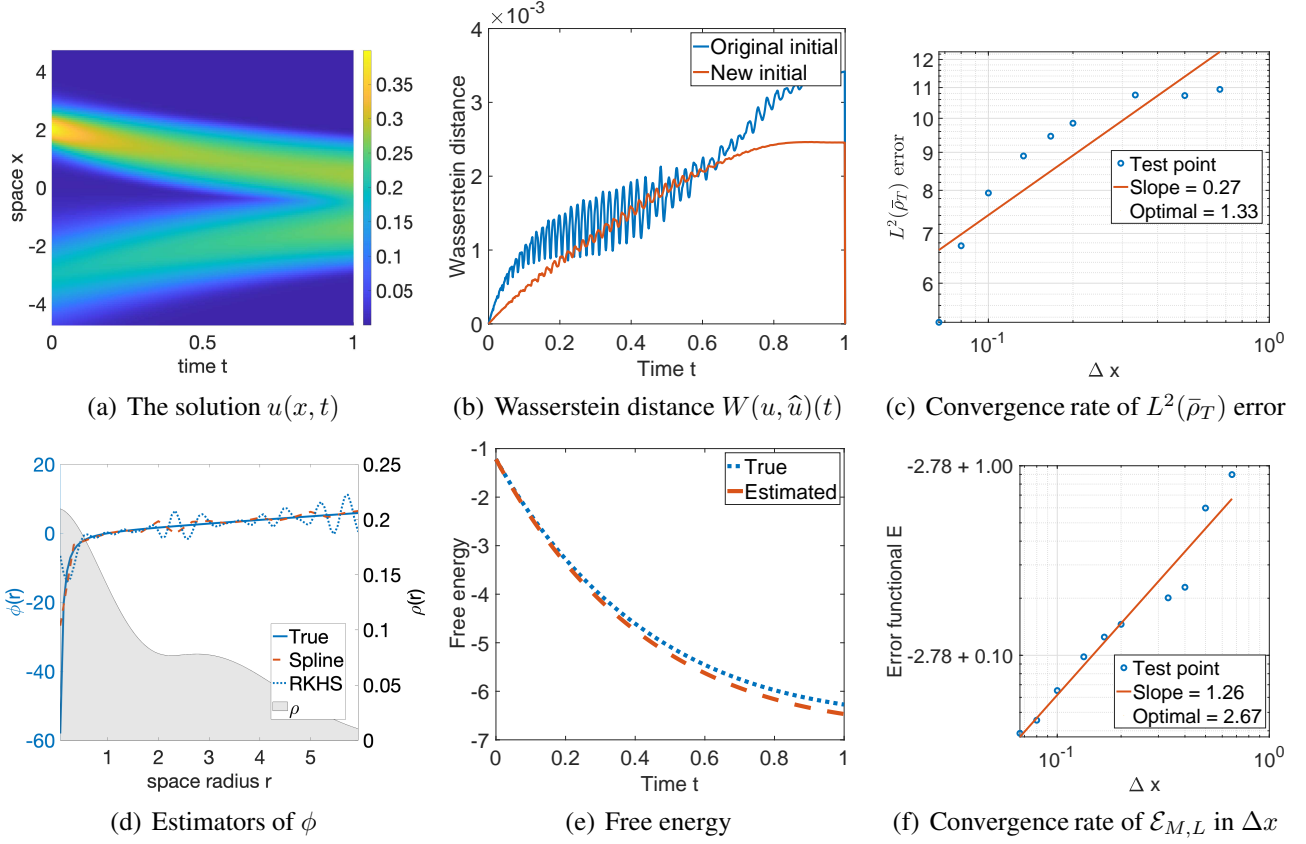 4
2
0
-2
-4
space x
0
0.5
1
time t
0.35
0.30
0.25
0.20
0.15
0.10
0.05
(a) The solution u(x, t)
×10⁻³
6
4
2
0
Wasserstein distance
Original initial
New initial
0
0.2
0.4
0.6
0.8
1
Time t
(b) Wasserstein distance W(u, û)(t)
12
11
10
9
8
7
6
L²(ρ̄_T) error
Test point
Slope = 0.27
Optimal = 1.33
10⁻¹
10⁰
Δ x
(c) Convergence rate of L²(ρ̄_T) error
20
0
-20
-40
-60
ϕ(r)
0.25
0.2
0.15
0.1
0.05
0
ρ(r)
True
Spline
RKHS
ρ
1
2
3
4
5
space radius r
(d) Estimators of ϕ
-1
-2
-3
-4
-5
-6
-7
Free energy
True
Estimated
0
0.2
0.4
0.6
0.8
1
Time t
(e) Free energy
-2.78 + 1.00
-2.78 + 0.10
Error functional E
Test point
Slope = 1.26
Optimal = 2.67
10⁻¹
10⁰
Δ x
(f) Convergence rate of ℰ_{M,L} in Δx